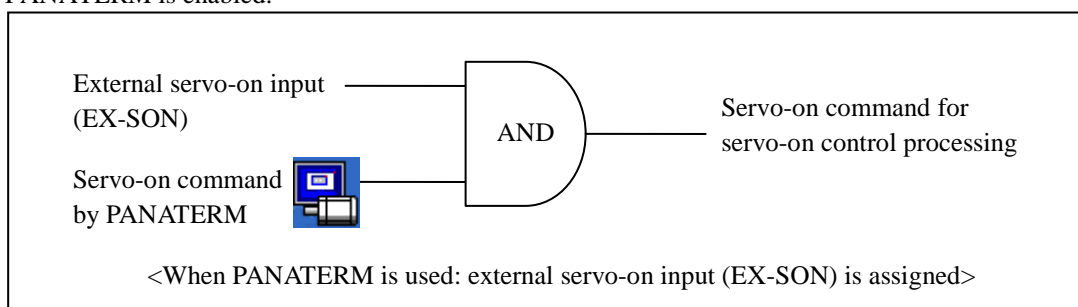 PANATERM is enabled.
External servo-on input
(EX-SON)
AND
Servo-on command for
servo-on control processing
Servo-on command
by PANATERM
<When PANATERM is used: external servo-on input (EX-SON) is assigned>